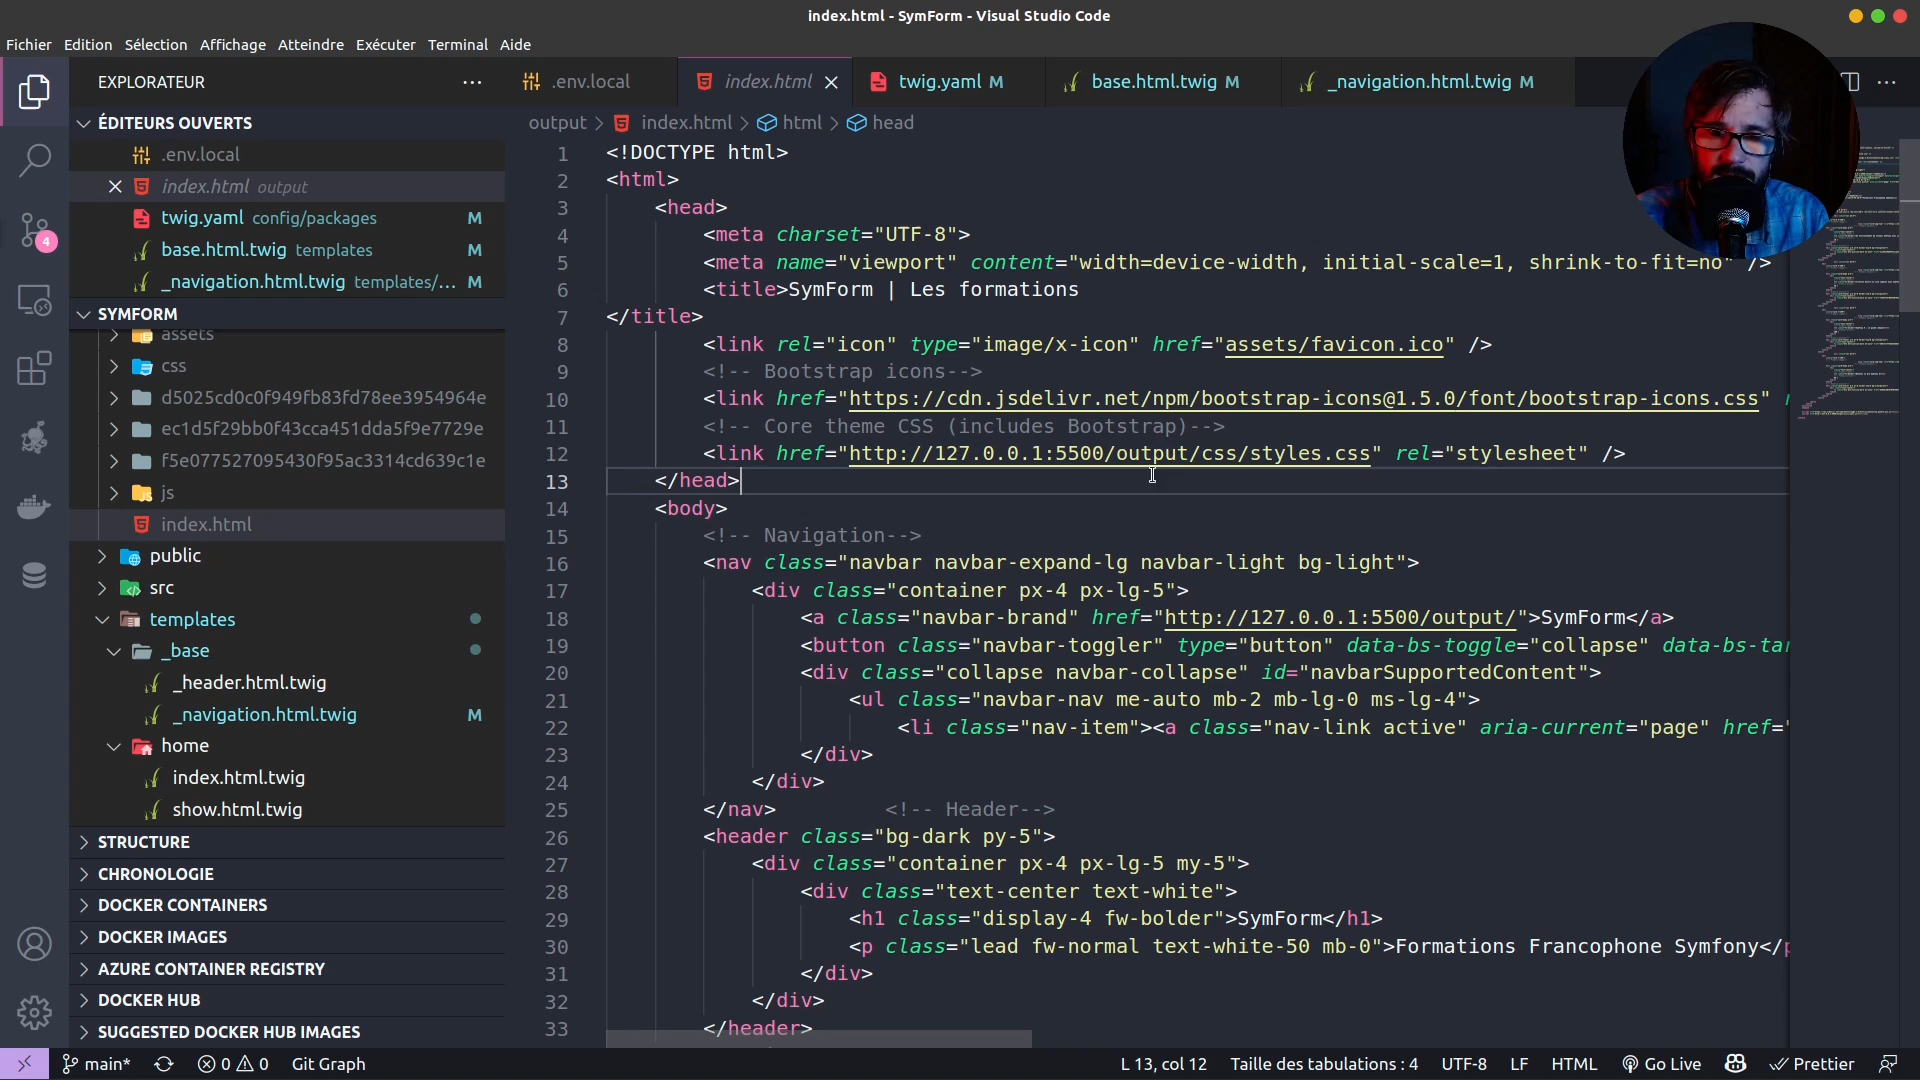 index.html - SymForm - Visual Studio Code
Fichier Edition Sélection Affichage Atteindre Exécuter Terminal Aide
EXPLORATEUR
.env.local index.html twig.yaml M base.html.twig M _navigation.html.twig M
output > index.html > html > head
ÉDITEURS OUVERTS
.env.local
index.html output
twig.yaml config/packages M
base.html.twig templates M
_navigation.html.twig templates/... M
4
SYMFORM
assets
css
d5025cd0c0f949fb83fd78ee3954964e
ec1d5f29bb0f43cca451dda5f9e7729e
f5e077527095430f95ac3314cd639c1e
js
index.html
public
src
templates
_base
_header.html.twig
_navigation.html.twig M
home
index.html.twig
show.html.twig
STRUCTURE
CHRONOLOGIE
DOCKER CONTAINERS
DOCKER IMAGES
AZURE CONTAINER REGISTRY
DOCKER HUB
SUGGESTED DOCKER HUB IMAGES
1 <!DOCTYPE html>
2 <html>
3 <head>
4 <meta charset="UTF-8">
5 <meta name="viewport" content="width=device-width, initial-scale=1, shrink-to-fit=no" />
6 <title>SymForm | Les formations
7 </title>
8 <link rel="icon" type="image/x-icon" href="assets/favicon.ico" />
9 <!-- Bootstrap icons-->
10 <link href="https://cdn.jsdelivr.net/npm/bootstrap-icons@1.5.0/font/bootstrap-icons.css"
11 <!-- Core theme CSS (includes Bootstrap)-->
12 <link href="http://127.0.0.1:5500/output/css/styles.css" rel="stylesheet" />
13 </head>
14 <body>
15 <!-- Navigation-->
16 <nav class="navbar navbar-expand-lg navbar-light bg-light">
17 <div class="container px-4 px-lg-5">
18 <a class="navbar-brand" href="http://127.0.0.1:5500/output/">SymForm</a>
19 <button class="navbar-toggler" type="button" data-bs-toggle="collapse" data-bs-tar
20 <div class="collapse navbar-collapse" id="navbarSupportedContent">
21 <ul class="navbar-nav me-auto mb-2 mb-lg-0 ms-lg-4">
22 <li class="nav-item"><a class="nav-link active" aria-current="page" href="
23 </div>
24 </div>
25 </nav> <!-- Header-->
26 <header class="bg-dark py-5">
27 <div class="container px-4 px-lg-5 my-5">
28 <div class="text-center text-white">
29 <h1 class="display-4 fw-bolder">SymForm</h1>
30 <p class="lead fw-normal text-white-50 mb-0">Formations Francophone Symfony</p
31 </div>
32 </div>
33 </header>
main* 0 0 Git Graph L 13, col 12 Taille des tabulations : 4 UTF-8 LF HTML Go Live Prettier